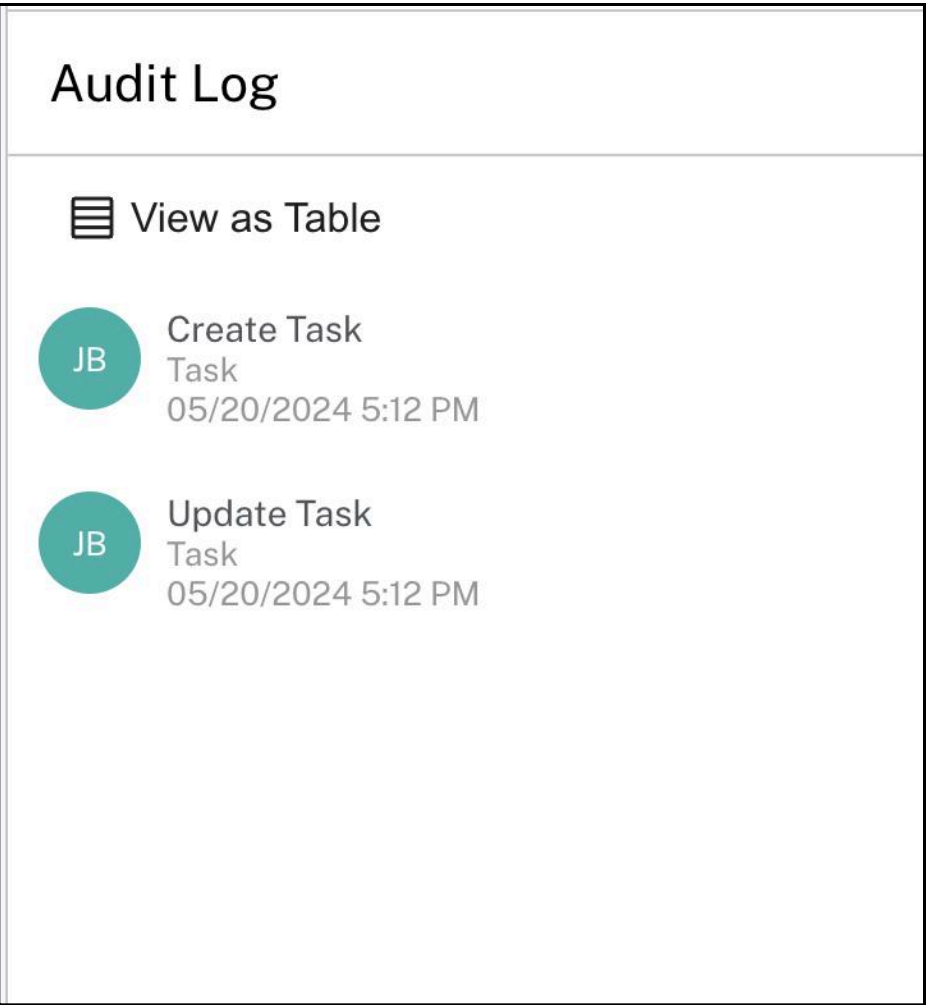 Audit Log
View as Table
JB
Create Task
Task
05/20/2024 5:12 PM
JB
Update Task
Task
05/20/2024 5:12 PM